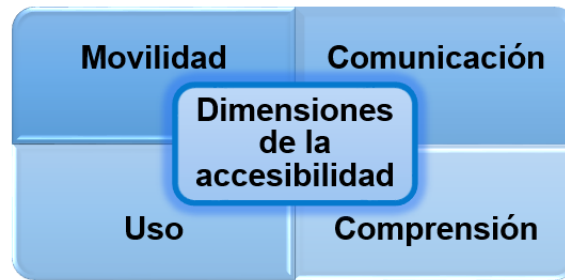 Movilidad
Comunicación
Dimensiones
de la
accesibilidad
Uso
Comprensión